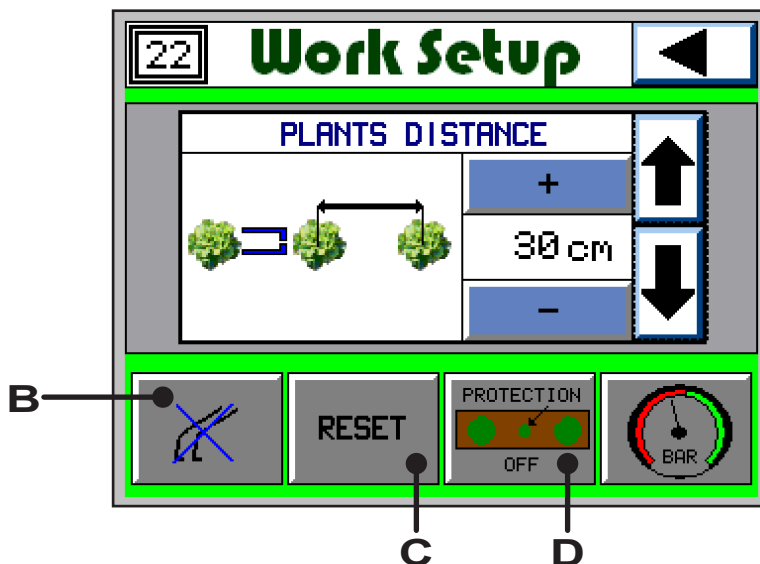 22 Work Setup
PLANTS DISTANCE
+
30 cm
-
B
RESET
PROTECTION
OFF
BAR
C
D